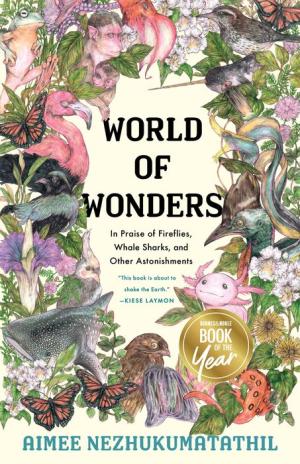 WORLD
OF
WONDERS
In Praise of Fireflies,
Whale Sharks, and
Other Astonishments
"This book is about to
shake the Earth."
—KIESE LAYMON
BARNES & NOBLE
BOOK
OF THE
Year
AIMEE NEZHUKUMATATHIL